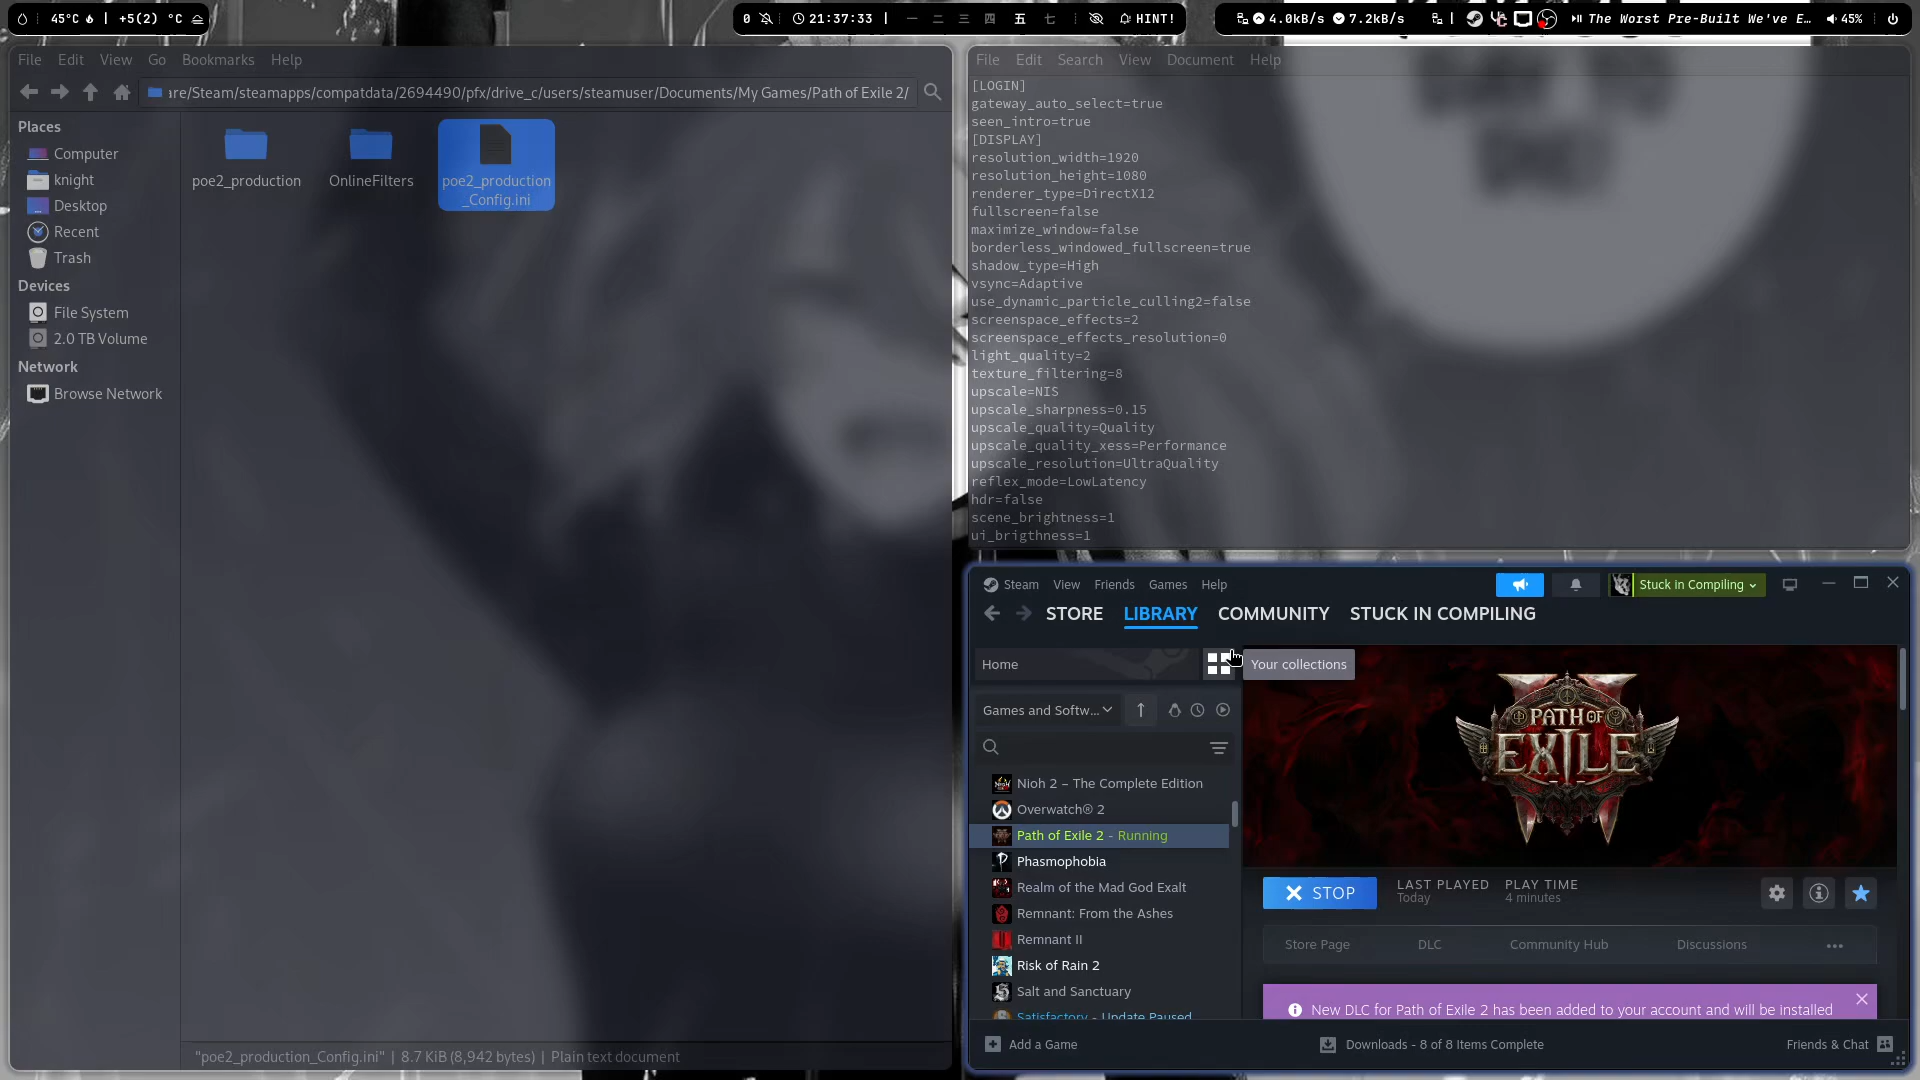 45°C
+5(2) °C
0
21:37:33
一 二 三 四 五 七
HINT!
4.0kB/s
7.2kB/s
The Worst Pre-Built We've E…
45%
File Edit View Go Bookmarks Help
are/Steam/steamapps/compatdata/2694490/pfx/drive_c/users/steamuser/Documents/My Games/Path of Exile 2/
Places
Computer
knight
Desktop
Recent
Trash
Devices
File System
2.0 TB Volume
Network
Browse Network
poe2_production
OnlineFilters
poe2_production
_Config.ini
"poe2_production_Config.ini" | 8.7 KiB (8,942 bytes) | Plain text document
File Edit Search View Document Help
[LOGIN]
gateway_auto_select=true
seen_intro=true
[DISPLAY]
resolution_width=1920
resolution_height=1080
renderer_type=DirectX12
fullscreen=false
maximize_window=false
borderless_windowed_fullscreen=true
shadow_type=High
vsync=Adaptive
use_dynamic_particle_culling2=false
screenspace_effects=2
screenspace_effects_resolution=0
light_quality=2
texture_filtering=8
upscale=NIS
upscale_sharpness=0.15
upscale_quality=Quality
upscale_quality_xess=Performance
upscale_resolution=UltraQuality
reflex_mode=LowLatency
hdr=false
scene_brightness=1
ui_brigthness=1
Steam View Friends Games Help
Stuck in Compiling
STORE LIBRARY COMMUNITY STUCK IN COMPILING
Home
Your collections
Games and Softw...
Nioh 2 – The Complete Edition
Overwatch® 2
Path of Exile 2 - Running
Phasmophobia
Realm of the Mad God Exalt
Remnant: From the Ashes
Remnant II
Risk of Rain 2
Salt and Sanctuary
Satisfactory - Update Paused
PATH OF
EXILE
STOP
LAST PLAYED
Today
PLAY TIME
4 minutes
Store Page
DLC
Community Hub
Discussions
New DLC for Path of Exile 2 has been added to your account and will be installed
Add a Game
Downloads - 8 of 8 Items Complete
Friends & Chat